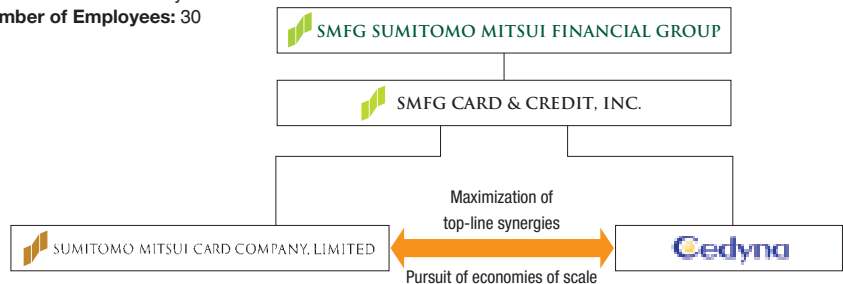 mber of Employees: 30
SMFG SUMITOMO MITSUI FINANCIAL GROUP
SMFG CARD & CREDIT, INC.
Maximization of
top-line synergies
SUMITOMO MITSUI CARD COMPANY, LIMITED
Cedyna
Pursuit of economies of scale